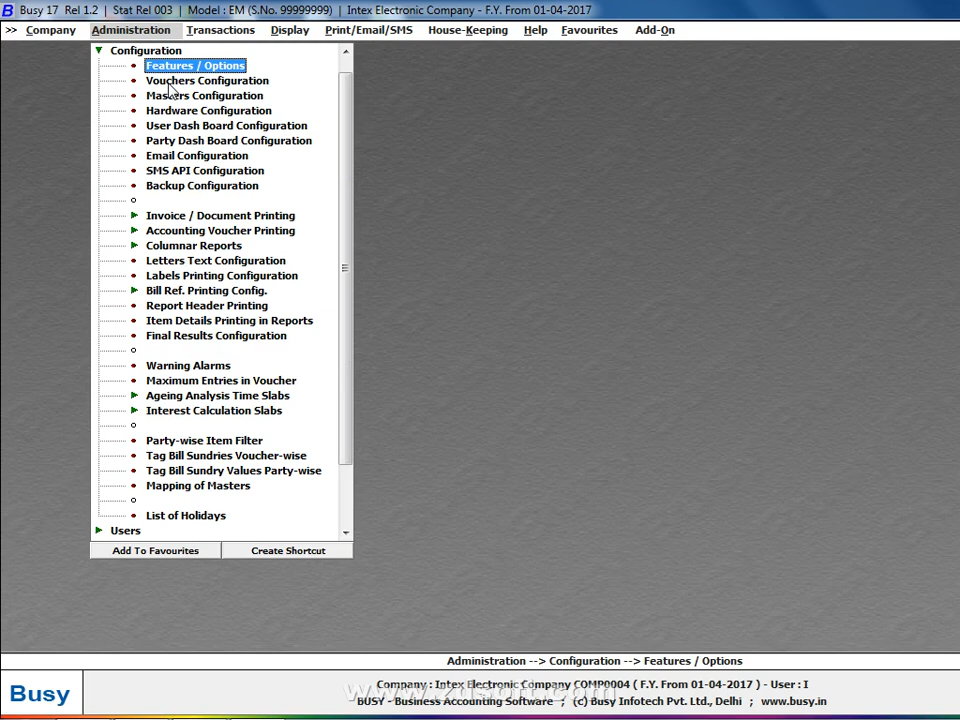 Busy 17 Rel 1.2 | Stat Rel 003 | Model : EM (S.No. 99999999) | Intex Electronic Company - F.Y. From 01-04-2017
>> Company Administration Transactions Display Print/Email/SMS House-Keeping Help Favourites Add-On
Configuration
Features / Options
Vouchers Configuration
Masters Configuration
Hardware Configuration
User Dash Board Configuration
Party Dash Board Configuration
Email Configuration
SMS API Configuration
Backup Configuration
Invoice / Document Printing
Accounting Voucher Printing
Columnar Reports
Letters Text Configuration
Labels Printing Configuration
Bill Ref. Printing Config.
Report Header Printing
Item Details Printing in Reports
Final Results Configuration
Warning Alarms
Maximum Entries in Voucher
Ageing Analysis Time Slabs
Interest Calculation Slabs
Party-wise Item Filter
Tag Bill Sundries Voucher-wise
Tag Bill Sundry Values Party-wise
Mapping of Masters
List of Holidays
Users
Add To Favourites Create Shortcut
Administration --> Configuration --> Features / Options
Busy
Company : Intex Electronic Company COMP0004 ( F.Y. From 01-04-2017 ) - User : I
www.zdsoft.com
BUSY - Business Accounting Software ; (c) Busy Infotech Pvt. Ltd., Delhi ; www.busy.in